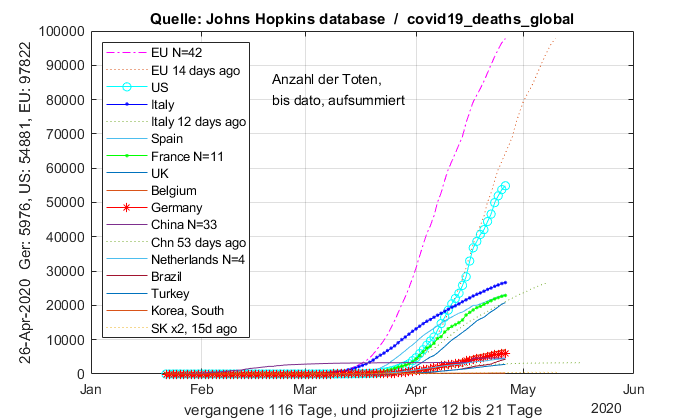 Quelle: Johns Hopkins database / covid19_deaths_global
26-Apr-2020 Ger: 5976, US: 54881, EU: 97822
100000
90000
80000
70000
60000
50000
40000
30000
20000
10000
0
EU N=42
EU 14 days ago
US
Italy
Italy 12 days ago
Spain
France N=11
UK
Belgium
Germany
China N=33
Chn 53 days ago
Netherlands N=4
Brazil
Turkey
Korea, South
SK x2, 15d ago
Anzahl der Toten,
bis dato, aufsummiert
Jan Feb Mar Apr May Jun
vergangene 116 Tage, und projizierte 12 bis 21 Tage
2020